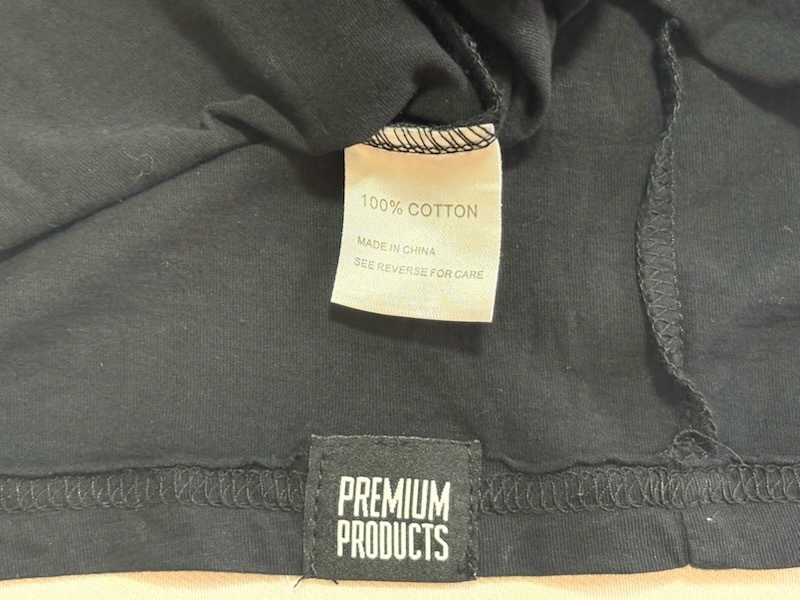 100% COTTON
MADE IN CHINA
SEE REVERSE FOR CARE
PREMIUM
PRODUCTS